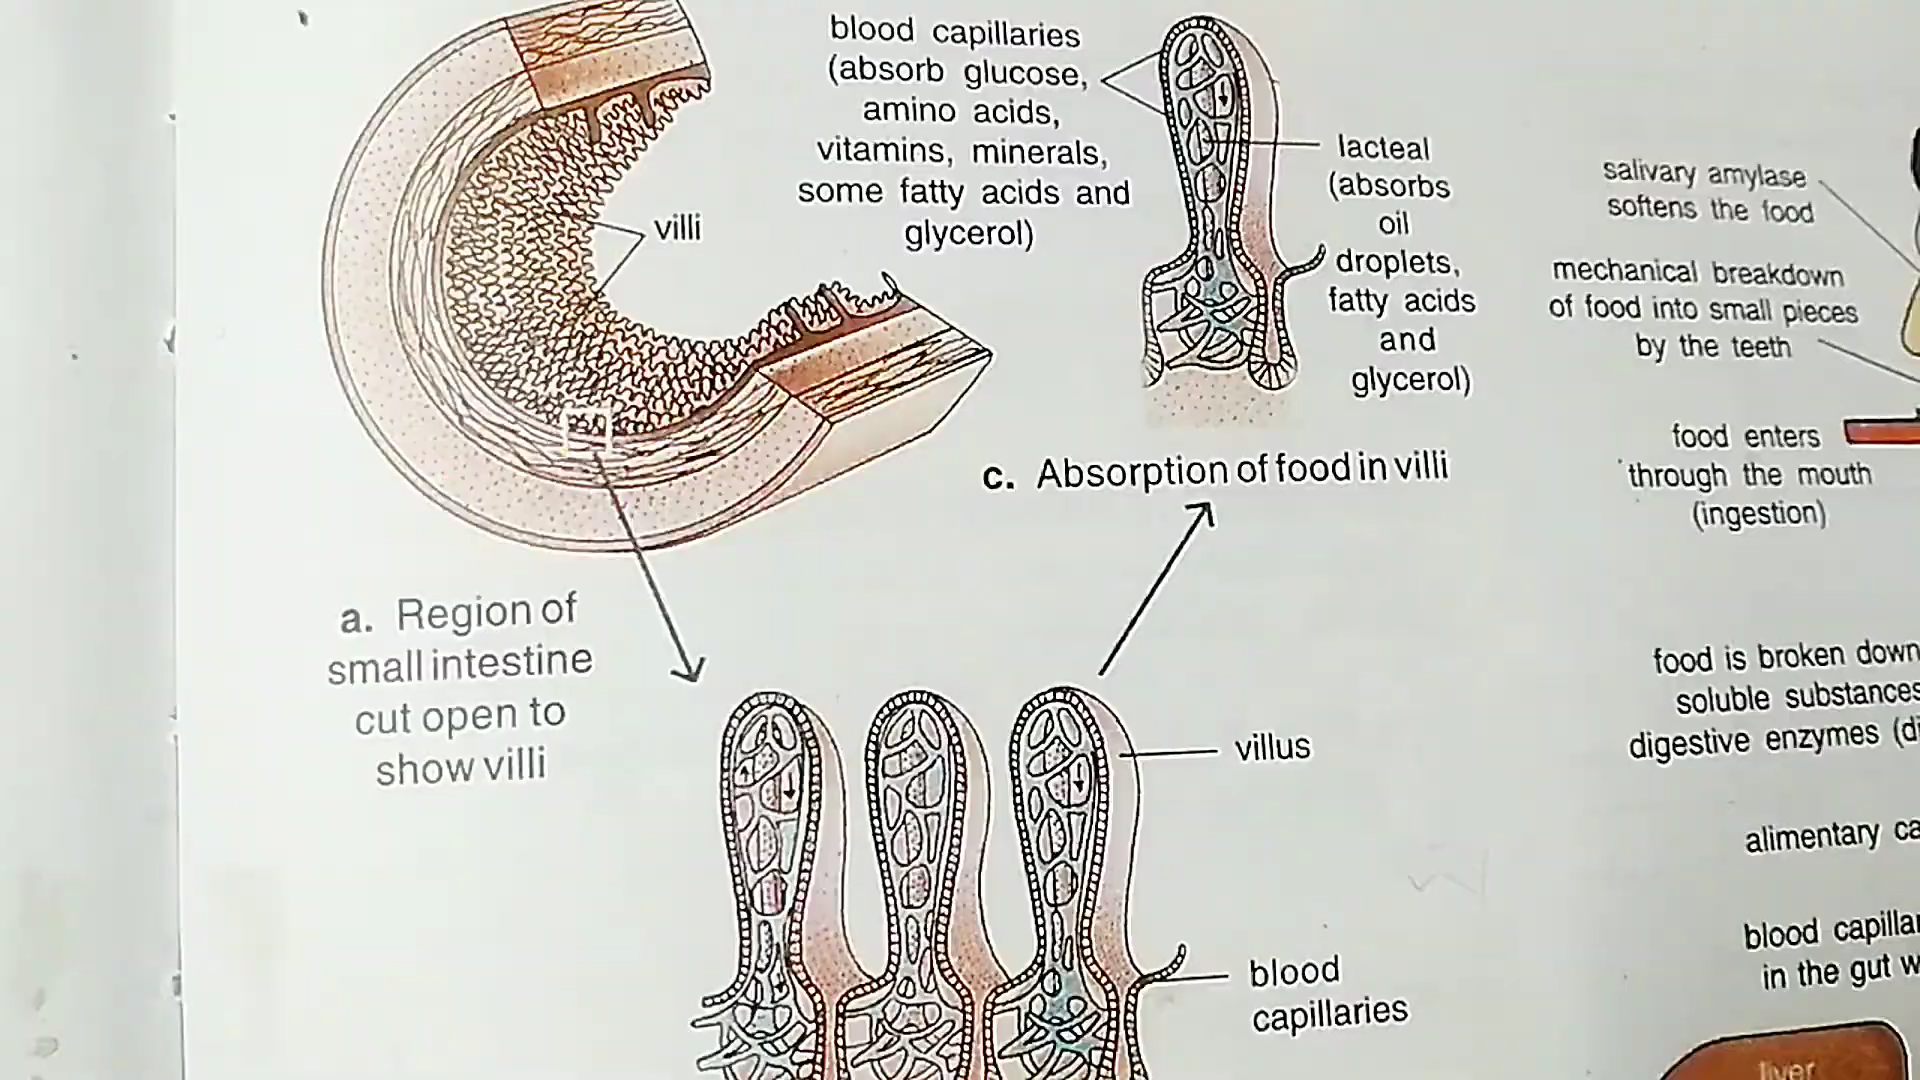 blood capillaries
(absorb glucose,
amino acids,
vitamins, minerals,
some fatty acids and
glycerol)
villi
lacteal
(absorbs
oil
droplets,
fatty acids
and
glycerol)
c. Absorption of food in villi
a. Region of
small intestine
cut open to
show villi
villus
blood
capillaries
salivary amylase
softens the food
mechanical breakdown
of food into small pieces
by the teeth
food enters
through the mouth
(ingestion)
food is broken down
soluble substances
digestive enzymes
alimentary
blood
in the gut
liver